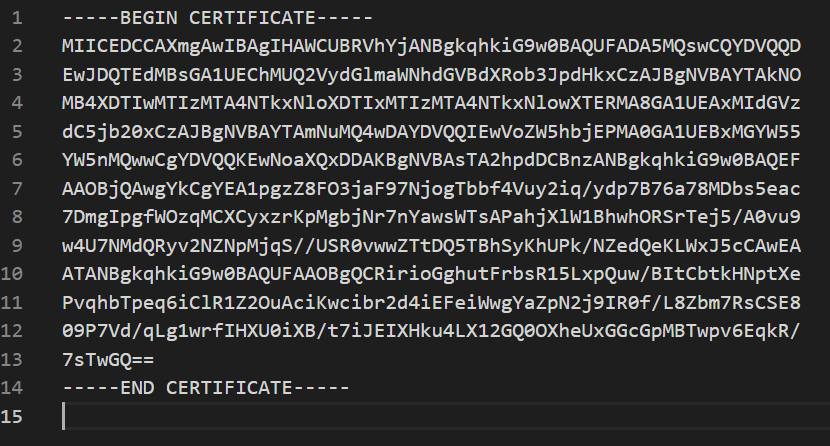 1 -----BEGIN CERTIFICATE-----
2 MIICEDCCAXmgAwIBAgIHAWCUBRVhYjANBgkqhkiG9w0BAQUFADA5MQswCQYDVQQD
3 EwJDQTEdMBsGA1UEChMUQ2VydGlmaWNhdGVBdXRob3JpdHkxCzAJBgNVBAYTAkNO
4 MB4XDTIwMTIzMTA4NTkxNloXDTIxMTIzMTA4NTkxNlowXTERMA8GA1UEAxMIdGVz
5 dC5jb20xCzAJBgNVBAYTAmNuMQ4wDAYDVQQIEwVoZW5hbjEPMA0GA1UEBxMGYW55
6 YW5nMQwwCgYDVQQKEwNoaXQxDDAKBgNVBAsTA2hpdDCBnzANBgkqhkiG9w0BAQEF
7 AAOBjQAwgYkCgYEA1pgzZ8FO3jaF97NjogTbbf4Vuy2iq/ydp7B76a78MDbs5eac
8 7DmgIpgfWOzqMCXCyxzrKpMgbjNr7nYawsWTsAPahjXlW1BhwhORSrTej5/A0vu9
9 w4U7NMdQRyv2NZNpMjqS//USR0vwwZTtDQ5TBhSyKhUPk/NZedQeKLWxJ5cCAwEA
10 ATANBgkqhkiG9w0BAQUFAAOBgQCRirioGghutFrbsR15LxpQuw/BItCbtkHNptXe
11 PvqhbTpeq6iClR1Z2OuAciKwcibr2d4iEFeiWwgYaZpN2j9IR0f/L8Zbm7RsCSE8
12 09P7Vd/qLg1wrfIHXU0iXB/t7iJEIXHku4LX12GQ0OXheUxGGcGpMBTwpv6EqkR/
13 7sTwGQ==
14 -----END CERTIFICATE-----
15